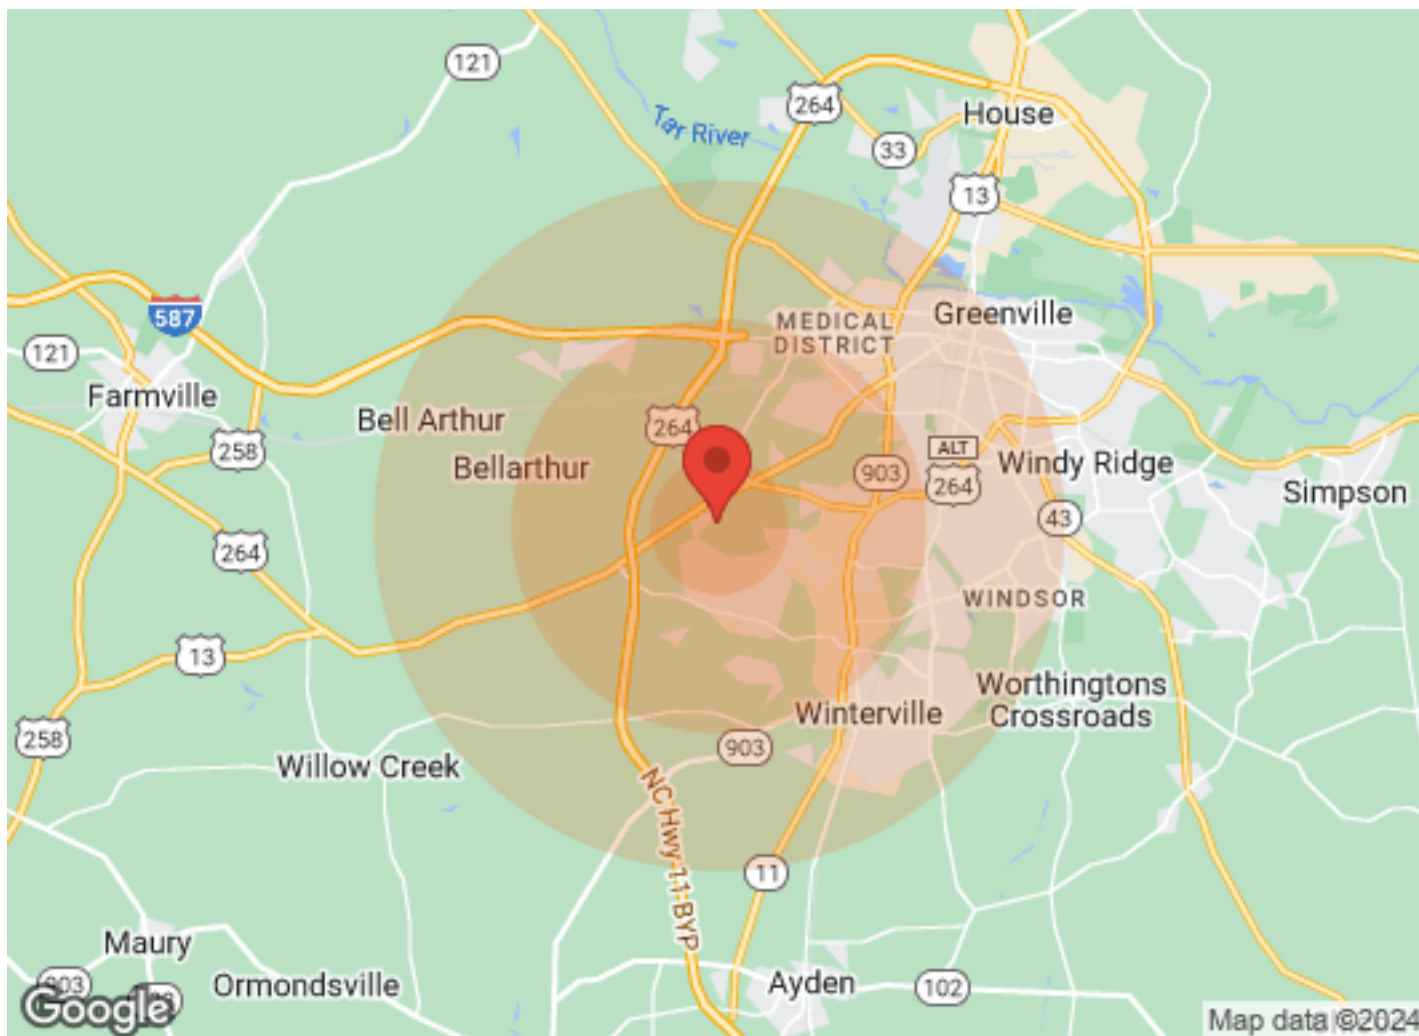 121
264
Tar River
House
33
13
587
Greenville
MEDICAL
DISTRICT
121
Farmville
Bell Arthur
264
258
Bellarthur
903
ALT
264
Windy Ridge
Simpson
43
264
WINDSOR
13
Worthingtons
Crossroads
Winterville
258
903
Willow Creek
NC Hwy 11 BYP
11
Maury
Ormondsville
Ayden
102
903
Google
Map data ©2024